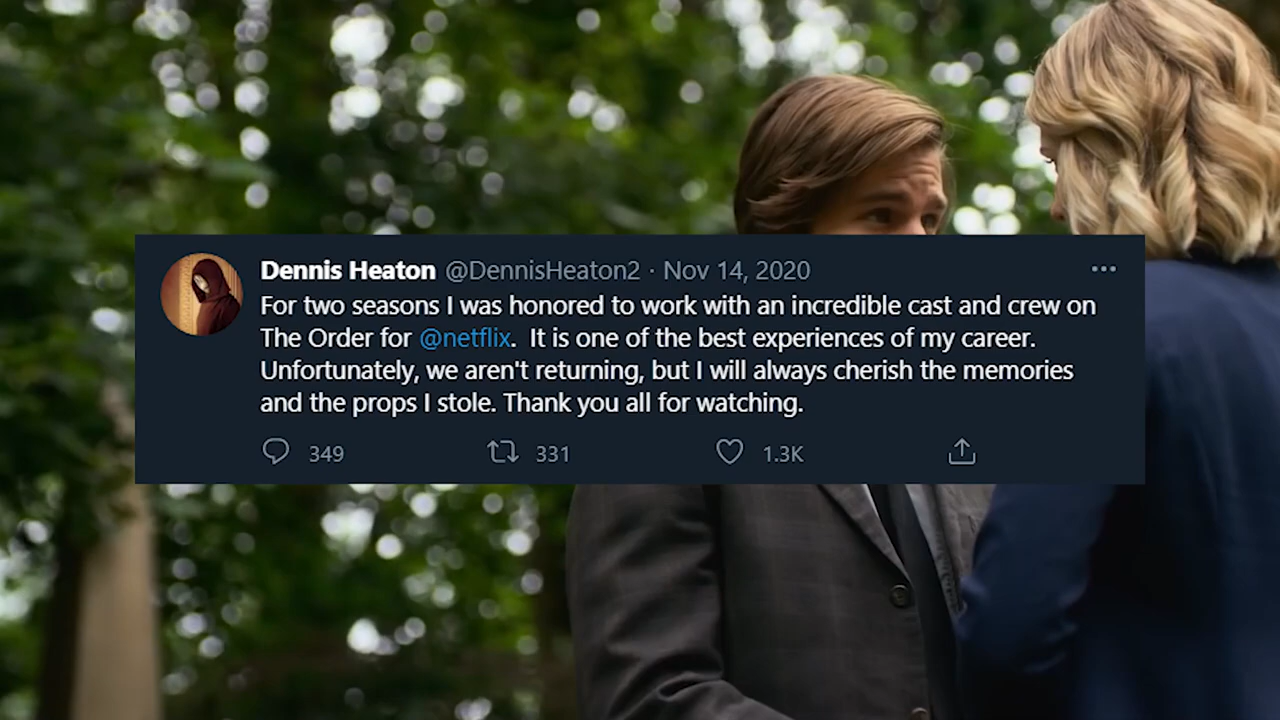 Dennis Heaton @DennisHeaton2 · Nov 14, 2020
For two seasons I was honored to work with an incredible cast and crew on
The Order for @netflix.  It is one of the best experiences of my career.
Unfortunately, we aren't returning, but I will always cherish the memories
and the props I stole. Thank you all for watching.
349 331 1.3K